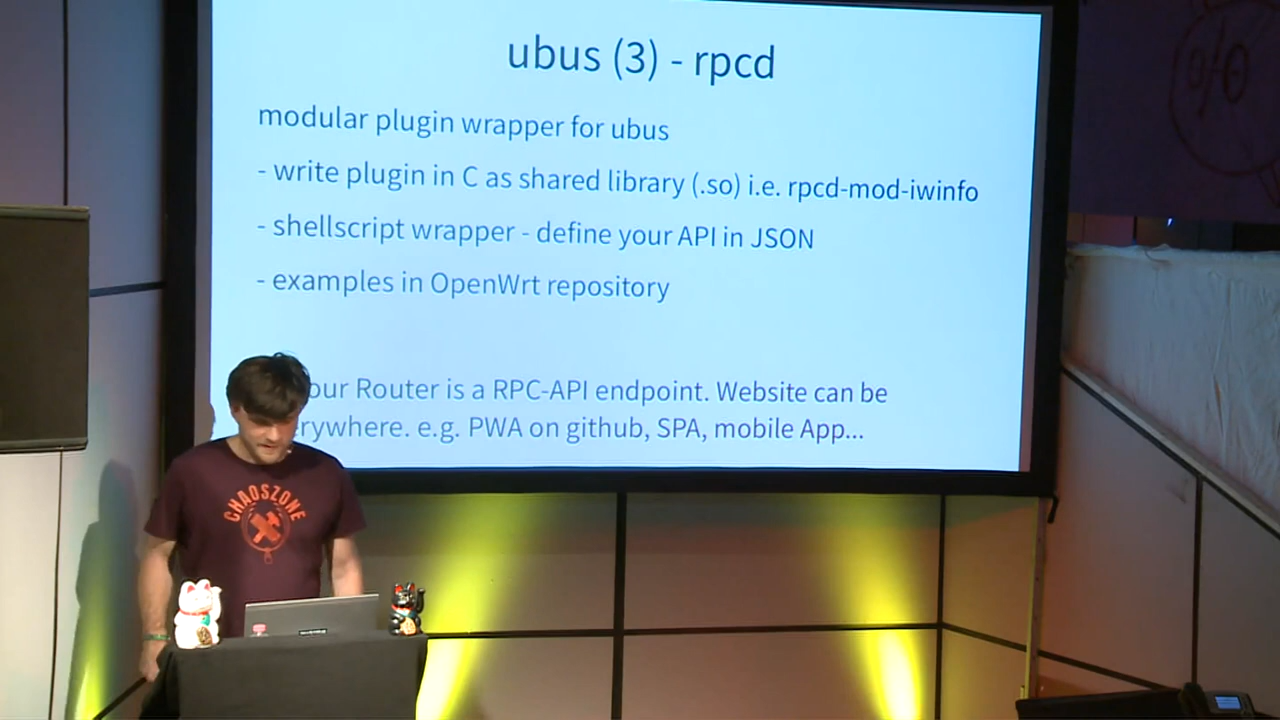 ubus (3) - rpcd
modular plugin wrapper for ubus
- write plugin in C as shared library (.so) i.e. rpcd-mod-iwinfo
- shellscript wrapper - define your API in JSON
- examples in OpenWrt repository
our Router is a RPC-API endpoint. Website can be
rywhere. e.g. PWA on github, SPA, mobile App...
CHAOSZONE